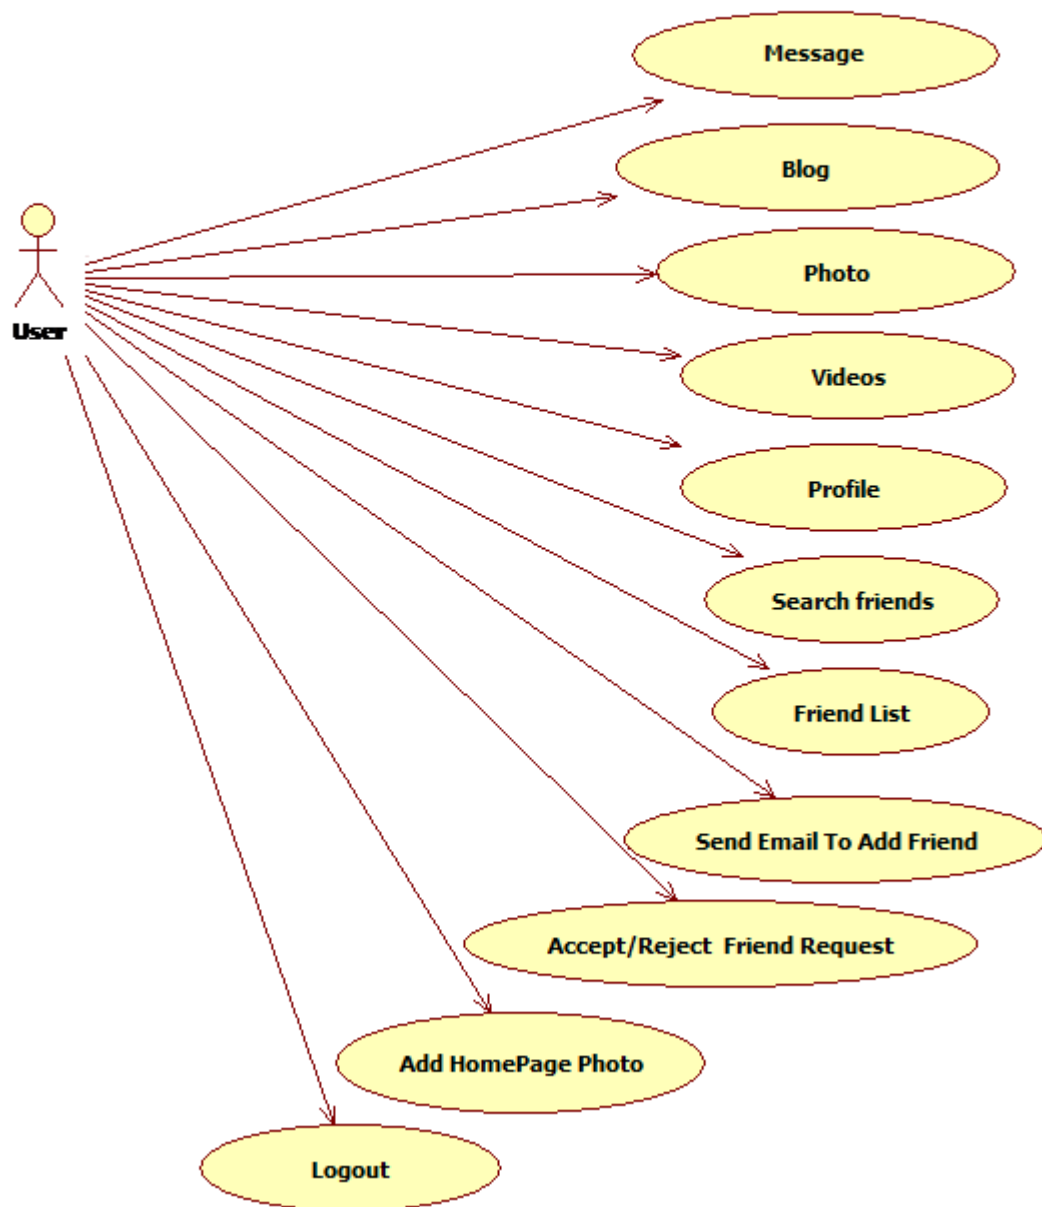 Message
Blog
Photo
User
Videos
Profile
Search friends
Friend List
Send Email To Add Friend
Accept/Reject  Friend Request
Add HomePage Photo
Logout